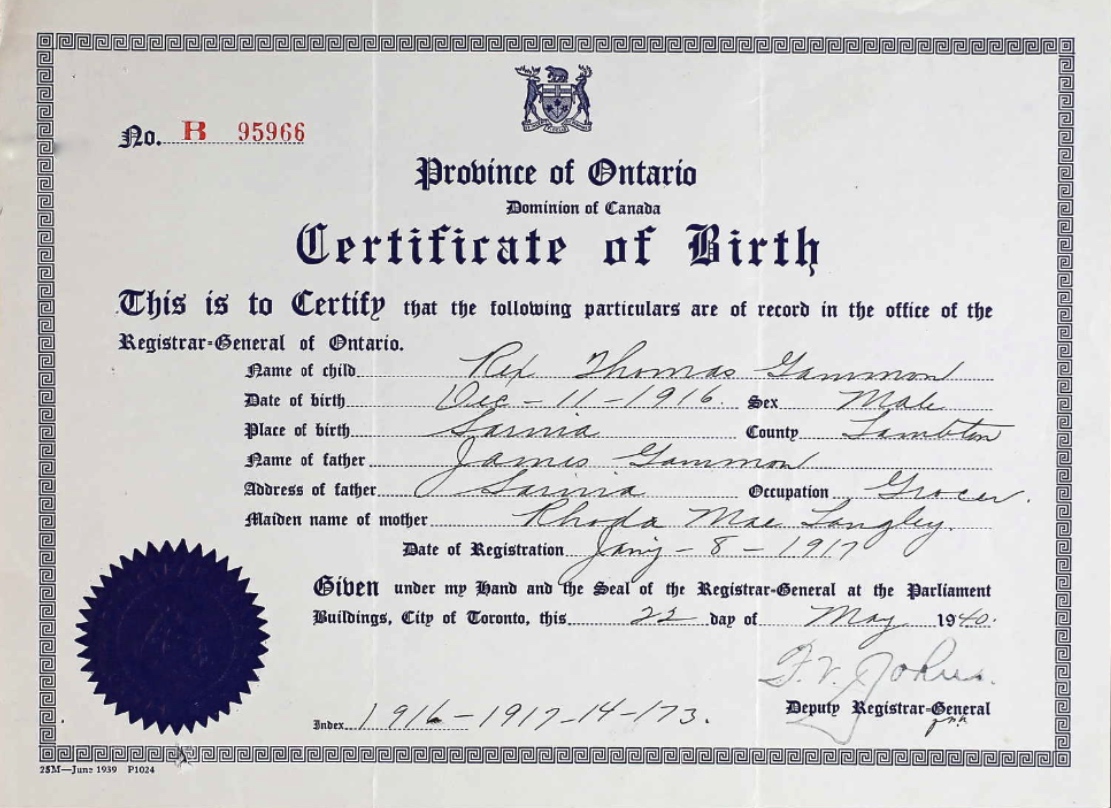 No. B 95966
Province of Ontario
Dominion of Canada
Certificate of Birth
This is to Certify that the following particulars are of record in the office of the
Registrar-General of Ontario.
Name of child Rex Thomas Gammon
Date of birth Dec - 11 - 1916. Sex Male
Place of birth Sarnia County Lambton
Name of father James Gammon
Address of father Sarnia Occupation Grocer.
Maiden name of mother Rhoda Mae Langley.
Date of Registration - 8 - 1917
Given under my Hand and the Seal of the Registrar-General at the Parliament
Buildings, City of Toronto, this 22 day of May 1940.
F.V. Johns.
Deputy Registrar-General
Index 1916-1917-14-173.
25M—June 1939 P1024